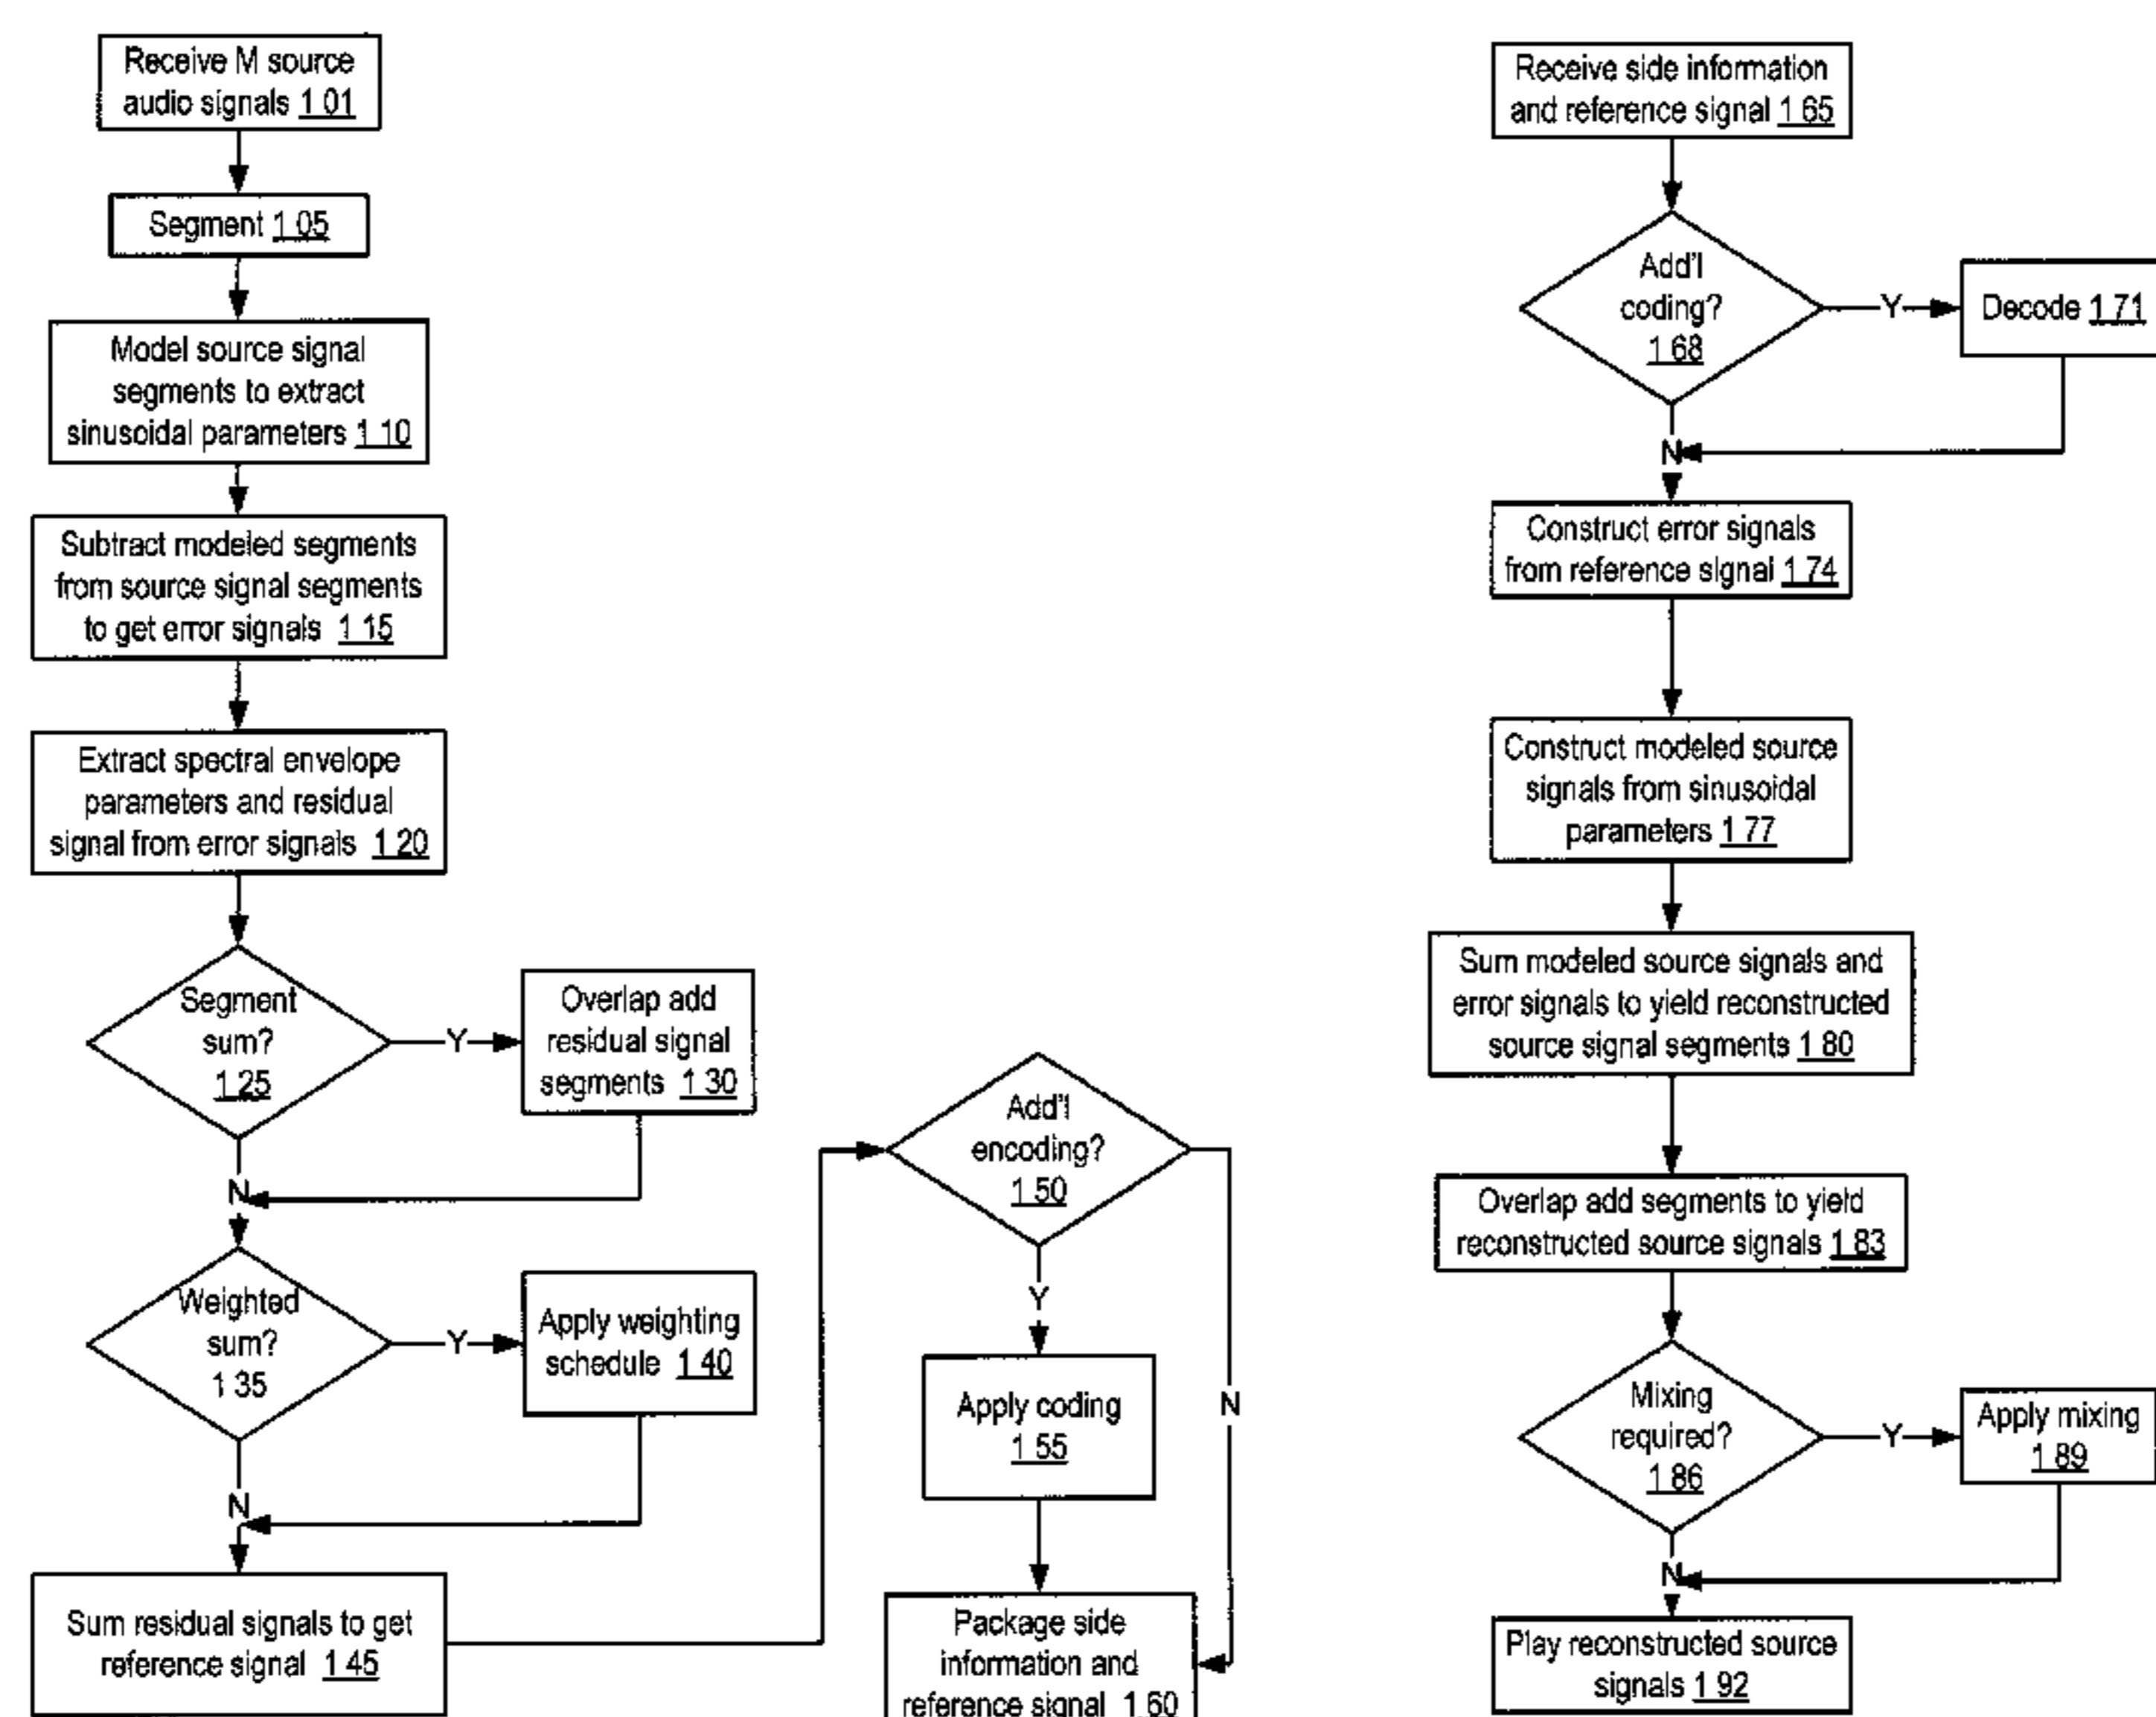 Receive M source
audio signals 1 01
Segment 1 05
Model source signal
segments to extract
sinusoidal parameters 1 10
Subtract modeled segments
from source signal segments
to get error signals 1 15
Extract spectral envelope
parameters and residual
signal from error signals 1 20
Segment
sum?
1 25
Y
Overlap add
residual signal
segments 1 30
N
Weighted
sum?
1 35
Y
Apply weighting
schedule 1 40
N
Sum residual signals to get
reference signal 1 45
Add'l
encoding?
1 50
Y
N
Apply coding
1 55
Package side
information and
reference signal 1 60
Receive side information
and reference signal 1 65
Add'l
coding?
1 68
Y
Decode 1 71
N
Construct error signals
from reference signal 1 74
Construct modeled source
signals from sinusoidal
parameters 1 77
Sum modeled source signals and
error signals to yield reconstructed
source signal segments 1 80
Overlap add segments to yield
reconstructed source signals 1 83
Mixing
required?
1 86
Y
Apply mixing
1 89
N
Play reconstructed source
signals 1 92